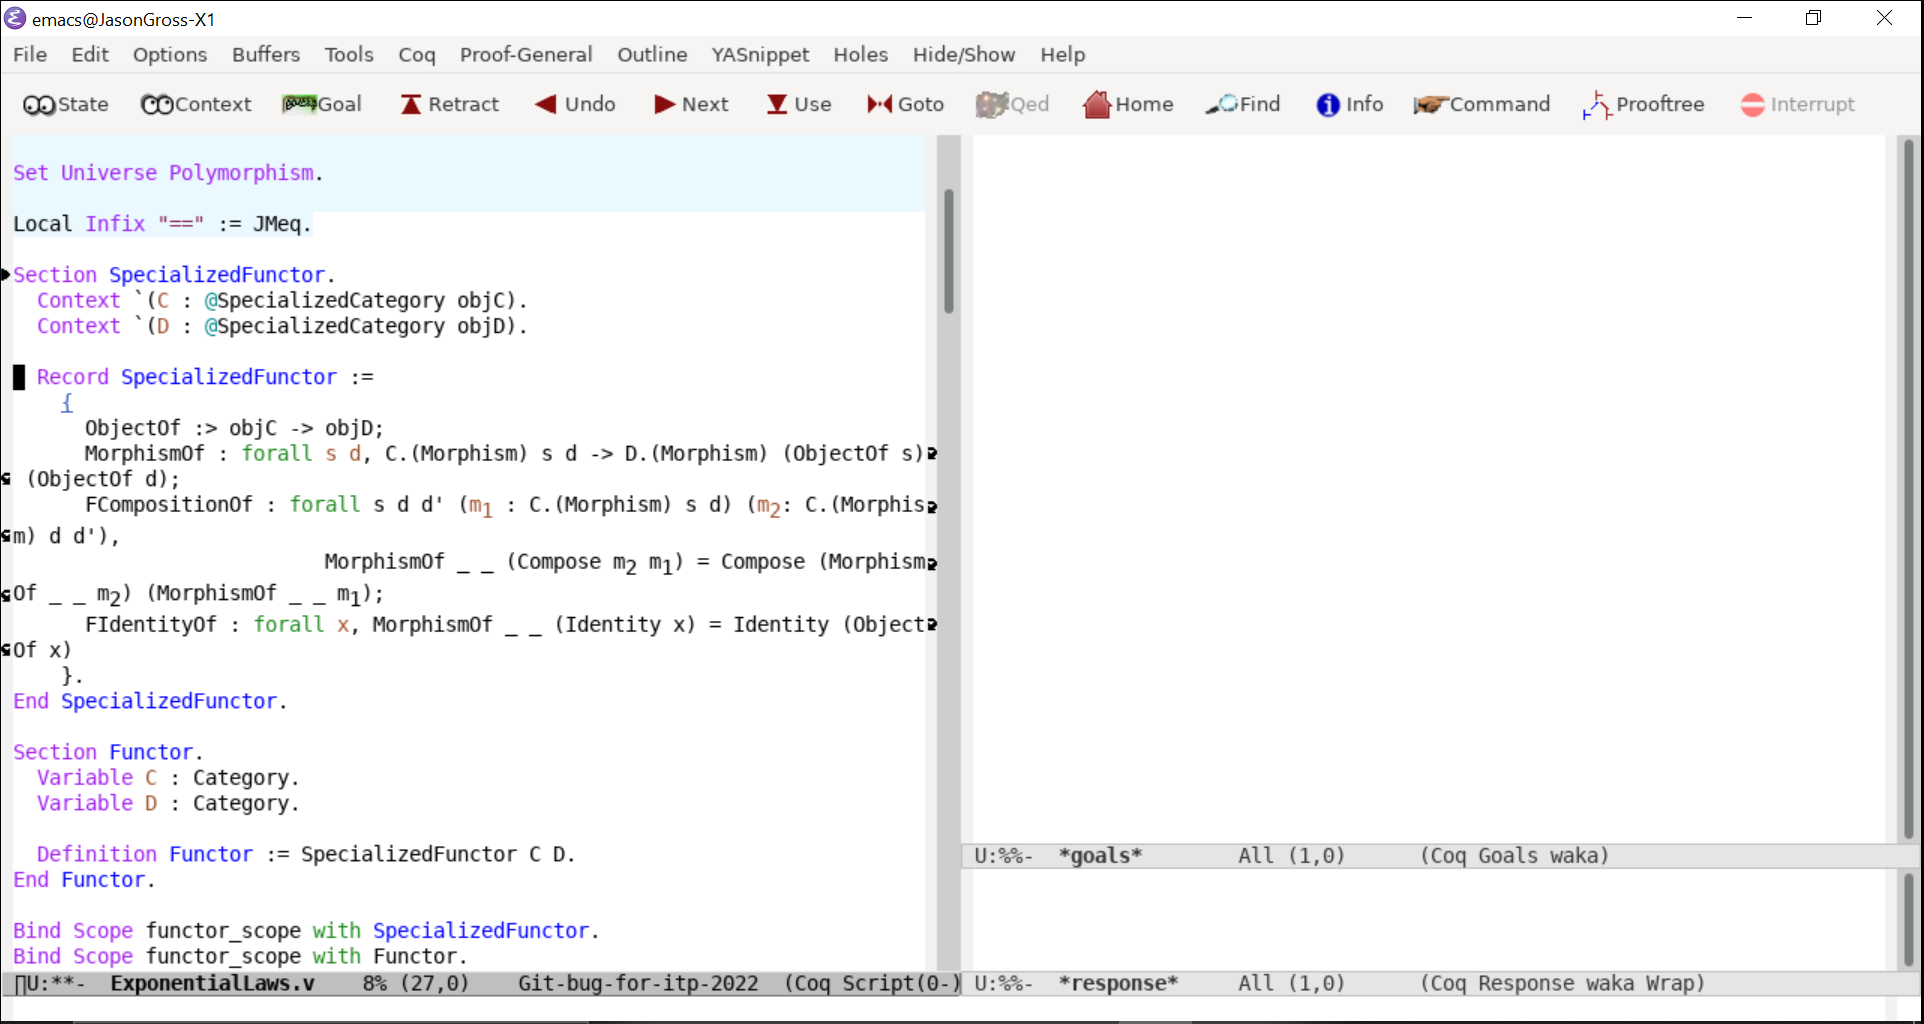 emacs@JasonGross-X1
File Edit Options Buffers Tools Coq Proof-General Outline YASnippet Holes Hide/Show Help
State Context Goal Retract Undo Next Use Goto Qed Home Find Info Command Prooftree Interrupt
Set Universe Polymorphism.
Local Infix "==" := JMeq.
Section SpecializedFunctor.
  Context `(C : @SpecializedCategory objC).
  Context `(D : @SpecializedCategory objD).
  Record SpecializedFunctor :=
    {
      ObjectOf :> objC -> objD;
      MorphismOf : forall s d, C.(Morphism) s d -> D.(Morphism) (ObjectOf s)
 (ObjectOf d);
      FCompositionOf : forall s d d' (m₁ : C.(Morphism) s d) (m₂: C.(Morphis
m) d d'),
                          MorphismOf _ _ (Compose m₂ m₁) = Compose (Morphism
Of _ _ m₂) (MorphismOf _ _ m₁);
      FIdentityOf : forall x, MorphismOf _ _ (Identity x) = Identity (Object
Of x)
    }.
End SpecializedFunctor.
Section Functor.
  Variable C : Category.
  Variable D : Category.
  Definition Functor := SpecializedFunctor C D.
End Functor.
Bind Scope functor_scope with SpecializedFunctor.
Bind Scope functor_scope with Functor.
U:**-  ExponentialLaws.v    8% (27,0)    Git-bug-for-itp-2022  (Coq Script(0-)
U:%%-  *goals*        All (1,0)      (Coq Goals waka)
U:%%-  *response*     All (1,0)      (Coq Response waka Wrap)